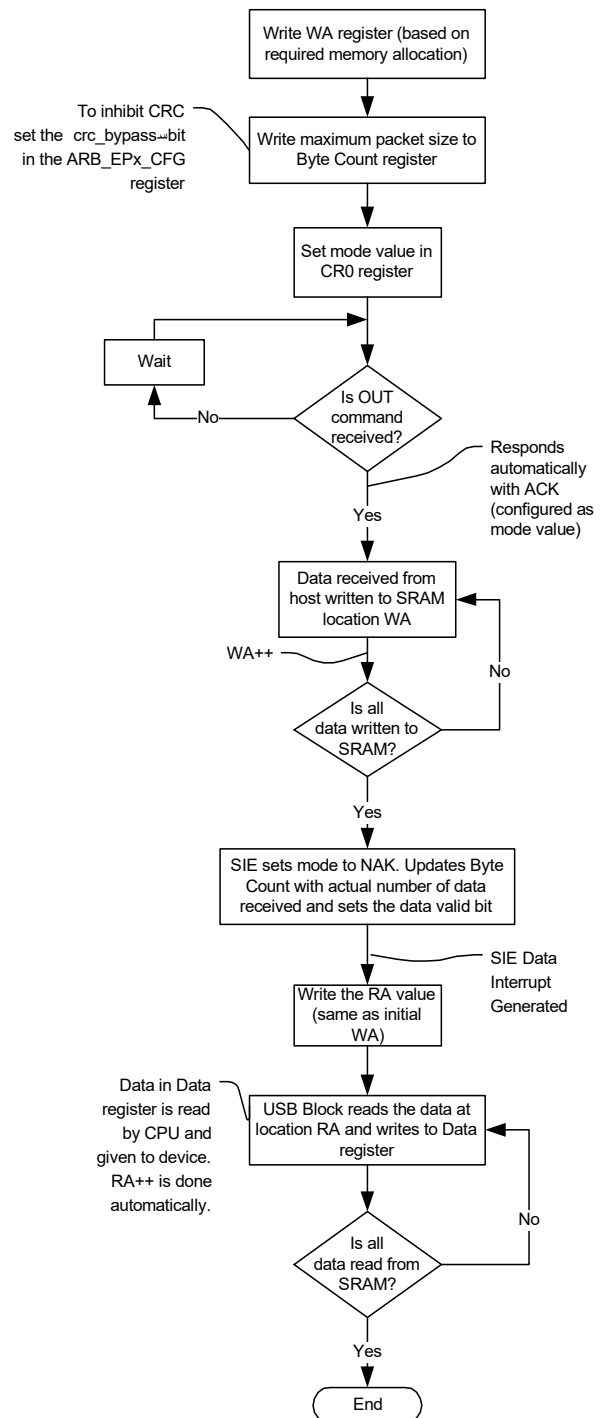 Write WA register (based on
required memory allocation)
To inhibit CRC
set the crc_bypass bit
in the ARB_EPx_CFG
register
Write maximum packet size to
Byte Count register
Set mode value in
CR0 register
Wait
Is OUT
command
received?
No
Responds
automatically
with ACK
(configured as
mode value)
Yes
Data received from
host written to SRAM
location WA
WA++
No
Is all
data written to
SRAM?
Yes
SIE sets mode to NAK. Updates Byte
Count with actual number of data
received and sets the data valid bit
SIE Data
Interrupt
Generated
Write the RA value
(same as initial
WA)
Data in Data
register is read
by CPU and
given to device.
RA++ is done
automatically.
USB Block reads the data at
location RA and writes to Data
register
No
Is all
data read from
SRAM?
Yes
End